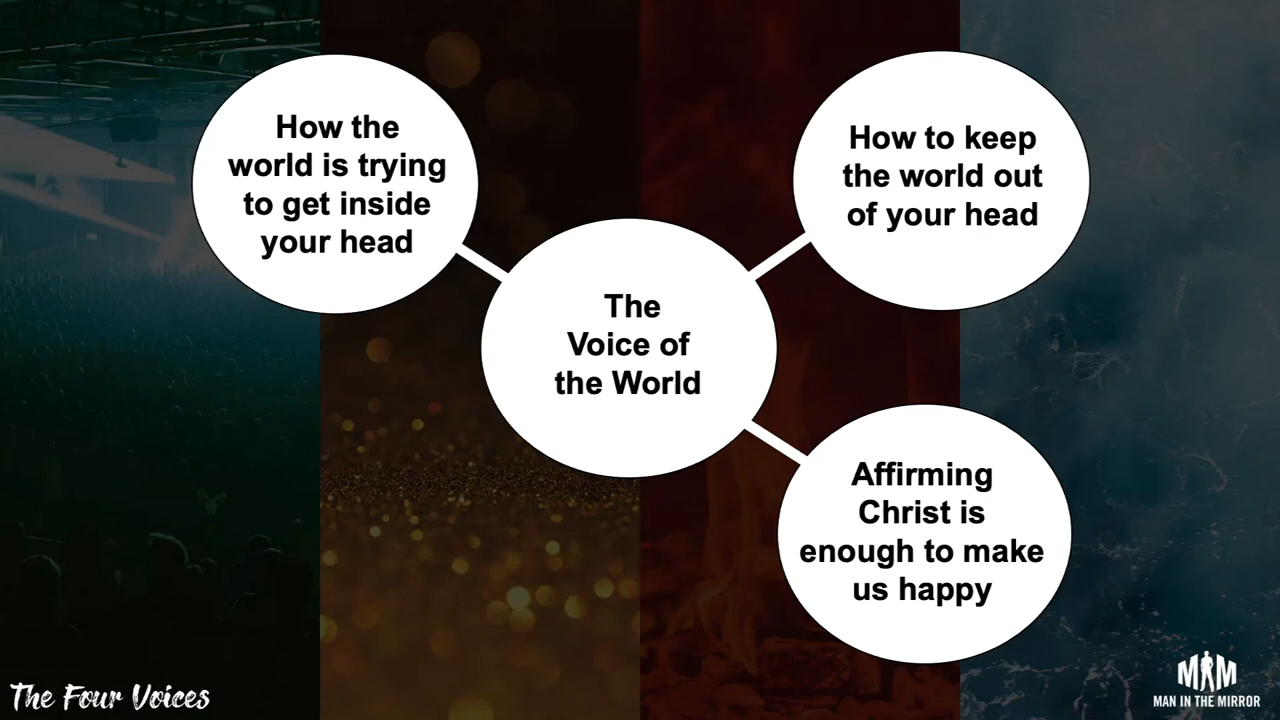 How the
world is trying
to get inside
your head
How to keep
the world out
of your head
The
Voice of
the World
Affirming
Christ is
enough to make
us happy
The Four Voices
MIM
MAN IN THE MIRROR